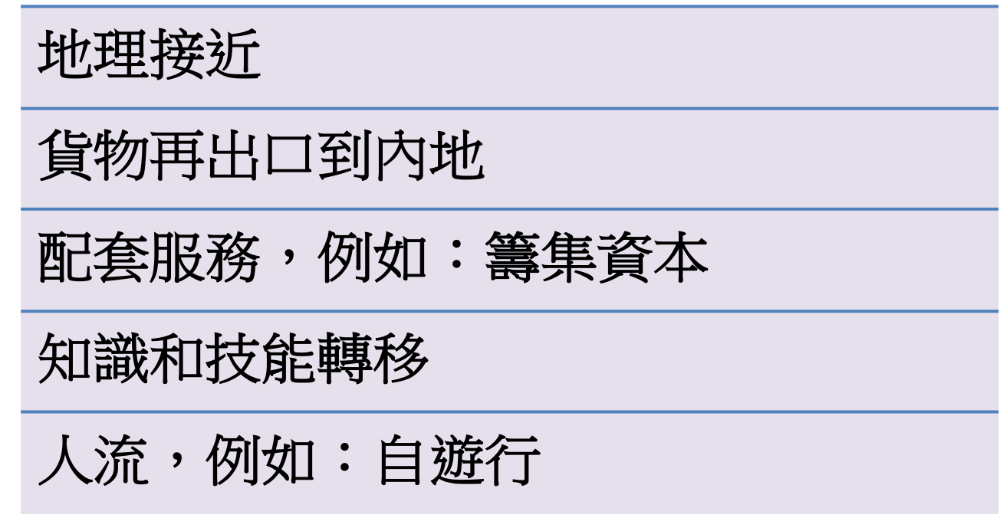 地理接近
貨物再出口到內地
配套服務，例如：籌集資本
知識和技能轉移
人流，例如：自遊行